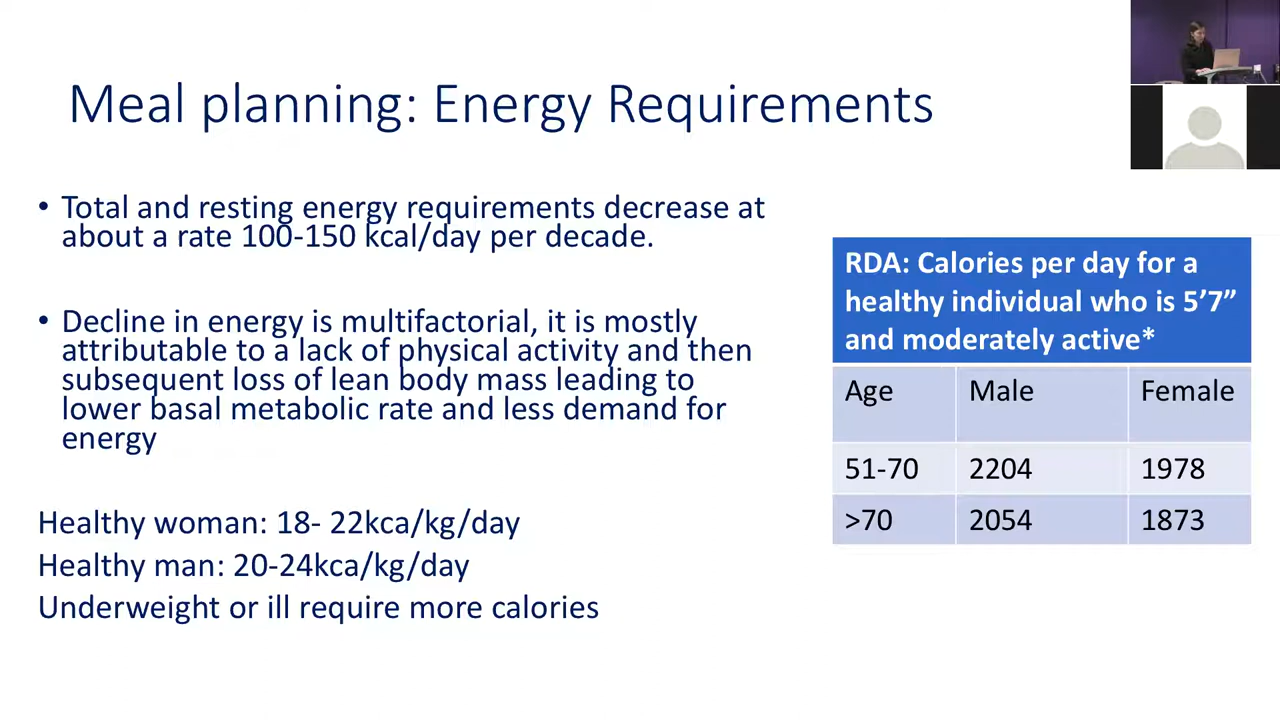 Meal planning: Energy Requirements
• Total and resting energy requirements decrease at
about a rate 100-150 kcal/day per decade.
• Decline in energy is multifactorial, it is mostly
attributable to a lack of physical activity and then
subsequent loss of lean body mass leading to
lower basal metabolic rate and less demand for
energy
Healthy woman: 18- 22kca/kg/day
Healthy man: 20-24kca/kg/day
Underweight or ill require more calories
RDA: Calories per day for a
healthy individual who is 5’7”
and moderately active*
Age Male Female
51-70 2204 1978
>70 2054 1873